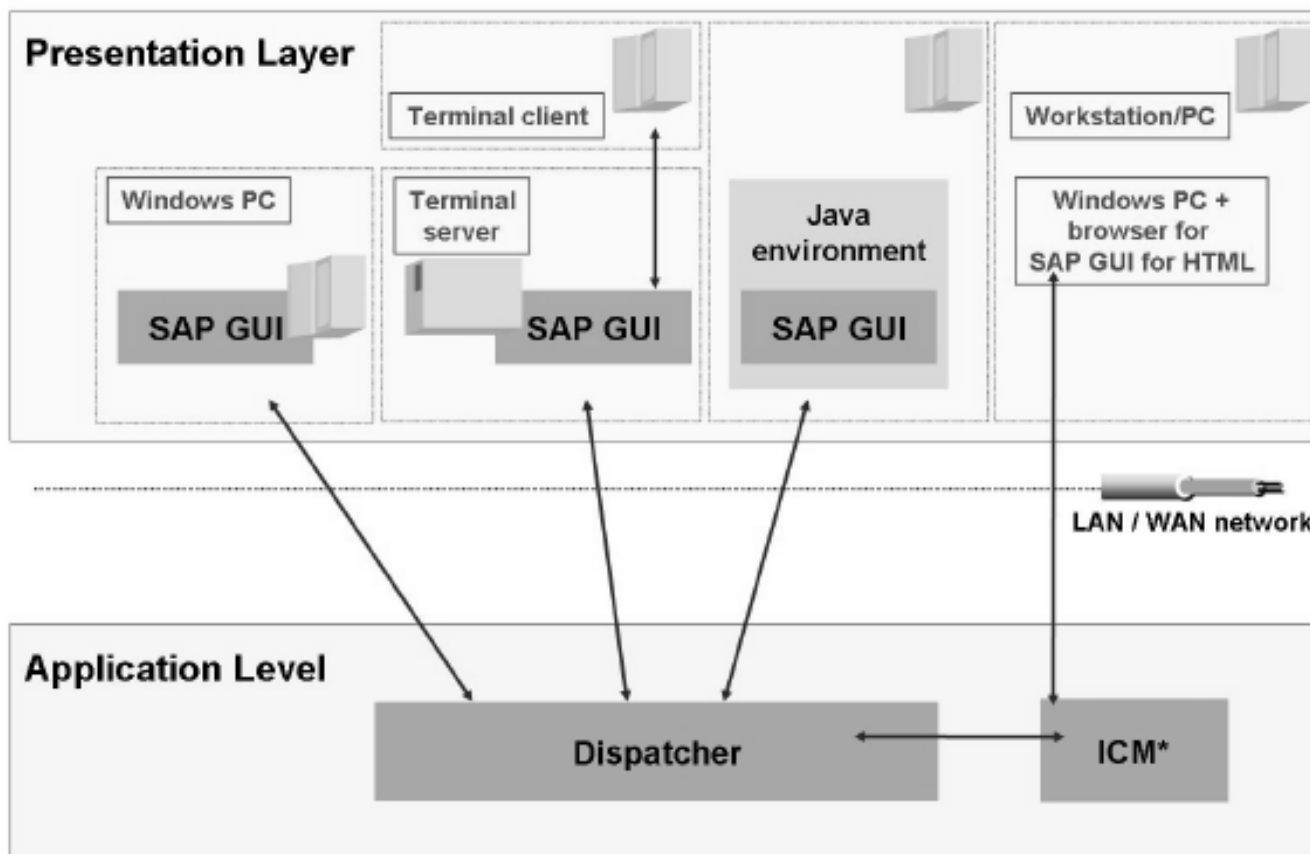 Presentation Layer
Terminal client
Workstation/PC
Windows PC
Terminal
server
Java
environment
Windows PC +
browser for
SAP GUI for HTML
SAP GUI
SAP GUI
SAP GUI
LAN / WAN network
Application Level
Dispatcher
ICM*